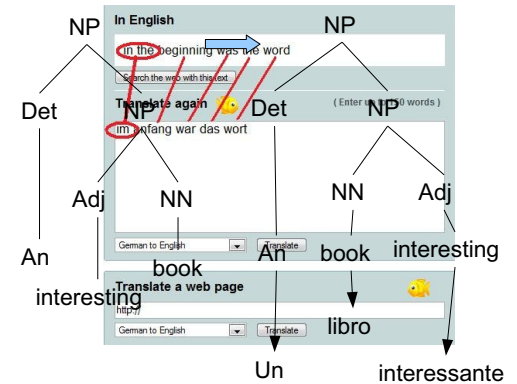 In English
NP
NP
in the beginning was the word
Search the web with this text
Translate again
( Enter up to 150 words )
Det
NP
Det
NP
im anfang war das wort
Adj
NN
NN
Adj
German to English
Translate
An
book
An
book
interesting
interesting
Translate a web page
http://
German to English
Translate
libro
Un
interessante